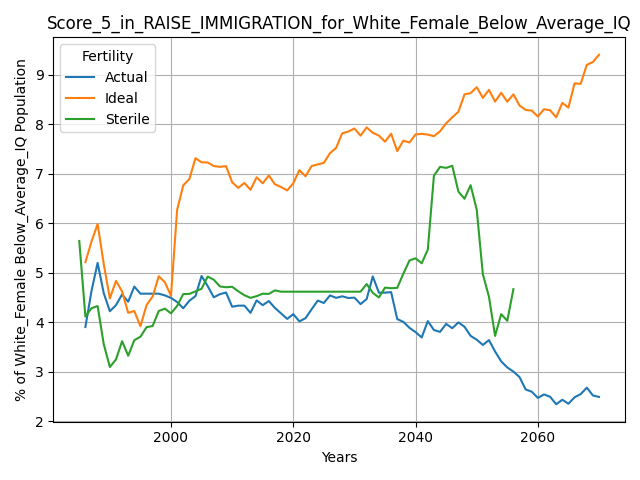 Score_5_in_RAISE_IMMIGRATION_for_White_Female_Below_Average_IQ
% of White_Female Below_Average_IQ Population
9
8
7
6
5
4
3
2
Fertility
Actual
Ideal
Sterile
2000
2020
2040
2060
Years